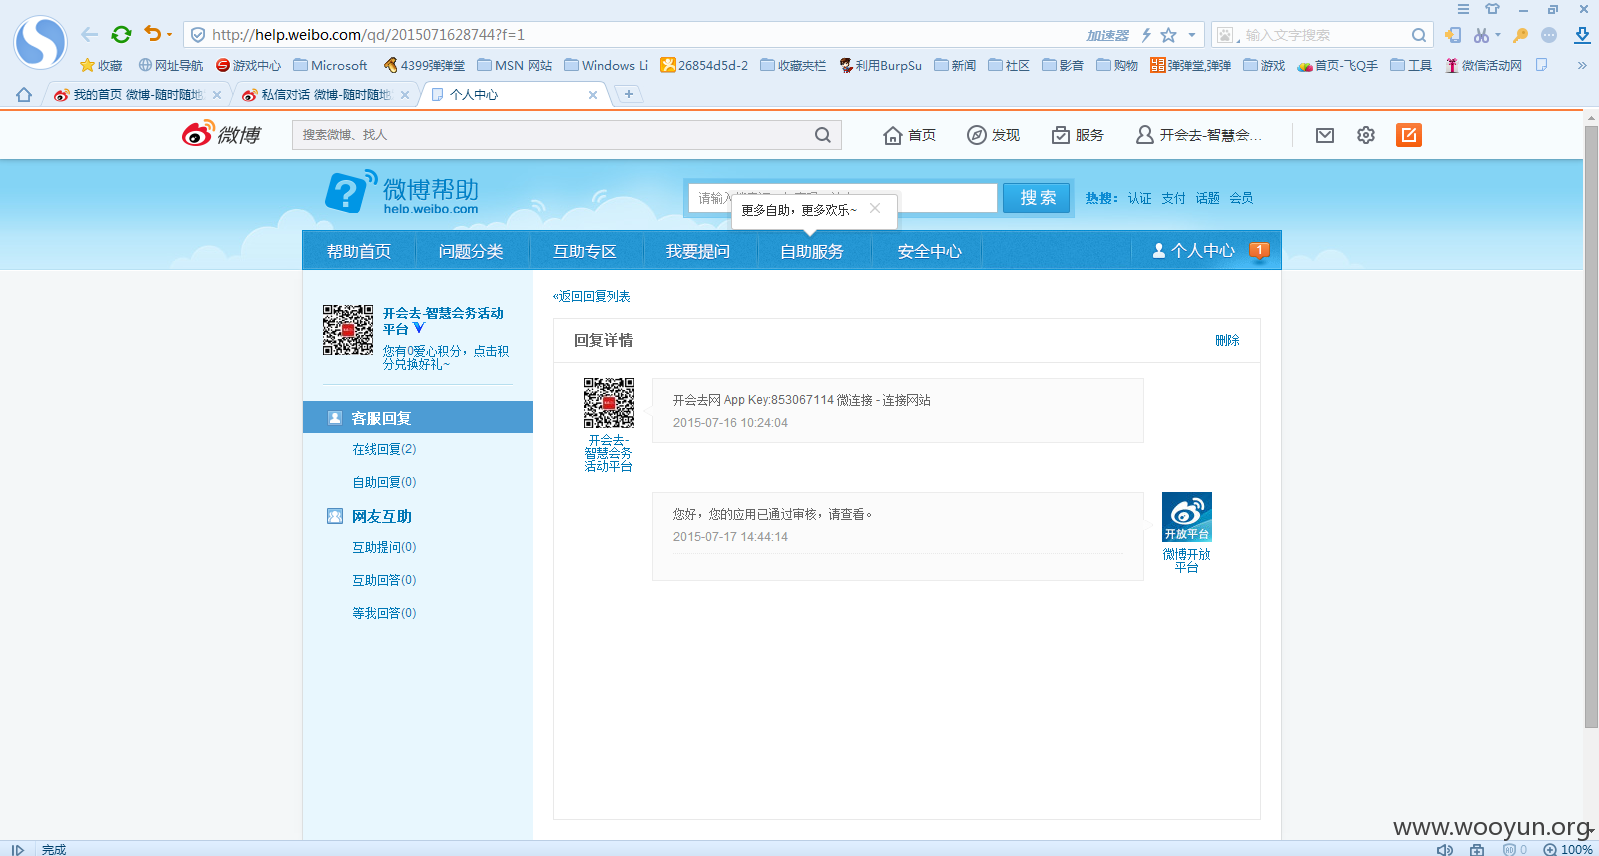 http://help.weibo.com/qd/2015071628744?f=1
加速器
输入文字搜索
收藏
网址导航
游戏中心
Microsoft
4399弹弹堂
MSN 网站
Windows Li
26854d5d-2
收藏夹栏
利用BurpSu
新闻
社区
影音
购物
弹弹堂,弹弹
游戏
首页-飞Q手
工具
微信活动网
»
我的首页 微博-随时随地
私信对话 微博-随时随地
个人中心
微博
搜索微博、找人
首页
发现
服务
开会去-智慧会...
微博帮助
help.weibo.com
请输入
搜 索
热搜：
认证
支付
话题
会员
更多自助，更多欢乐~
帮助首页
问题分类
互助专区
我要提问
自助服务
安全中心
个人中心
1
开会去-智慧会务活动
平台
您有0爱心积分，点击积
分兑换好礼~
客服回复
在线回复(2)
自助回复(0)
网友互助
互助提问(0)
互助回答(0)
等我回答(0)
«返回回复列表
回复详情
删除
开会去-
智慧会务
活动平台
开会去网 App Key:853067114 微连接 - 连接网站
2015-07-16 10:24:04
您好，您的应用已通过审核，请查看。
2015-07-17 14:44:14
开放平台
微博开放
平台
www.wooyun.org
完成
0
100%